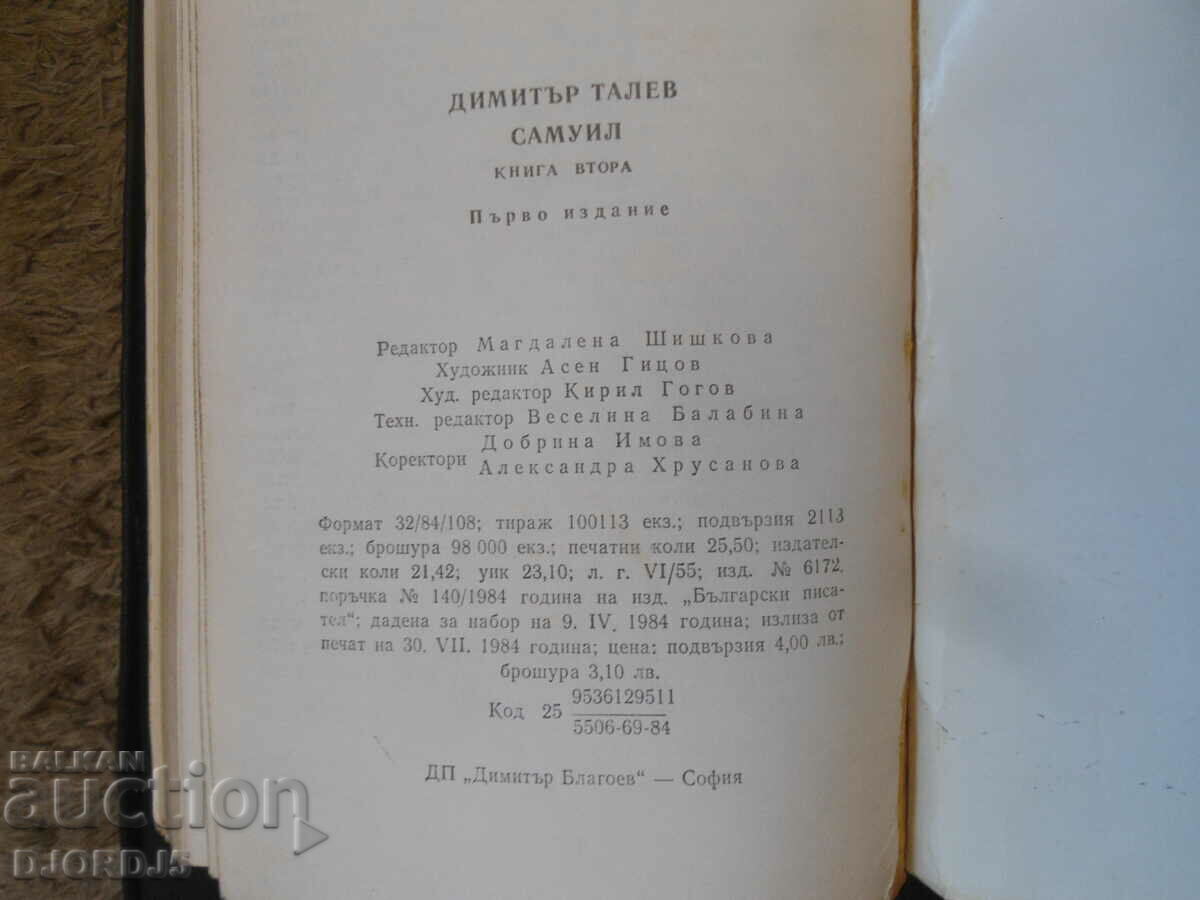 ДИМИТЪР ТАЛЕВ
САМУИЛ
КНИГА ВТОРА
Първо издание
Редактор Магдалена Шишкова
Художник Асен Гицов
Худ. редактор Кирил Гогов
Техн. редактор Веселина Балабина
Добрина Имова
Коректори Александра Хрусанова
Формат 32/84/108; тираж 100113 екз.; подвързия 2113
екз.; брошура 98 000 екз.; печатни коли 25,50; издател-
ски коли 21,42; уик 23,10; л. г. VI/55; изд. № 6172.
поръчка № 140/1984 година на изд. „Български писа-
тел“; дадена за набор на 9. IV. 1984 година; излиза от
печат на 30. VII. 1984 година; цена: подвързия 4,00 лв.;
брошура 3,10 лв.
Код 25 9536129511
5506-69-84
ДП „Димитър Благоев“ — София
BALKAN
auction
DJORDJ5